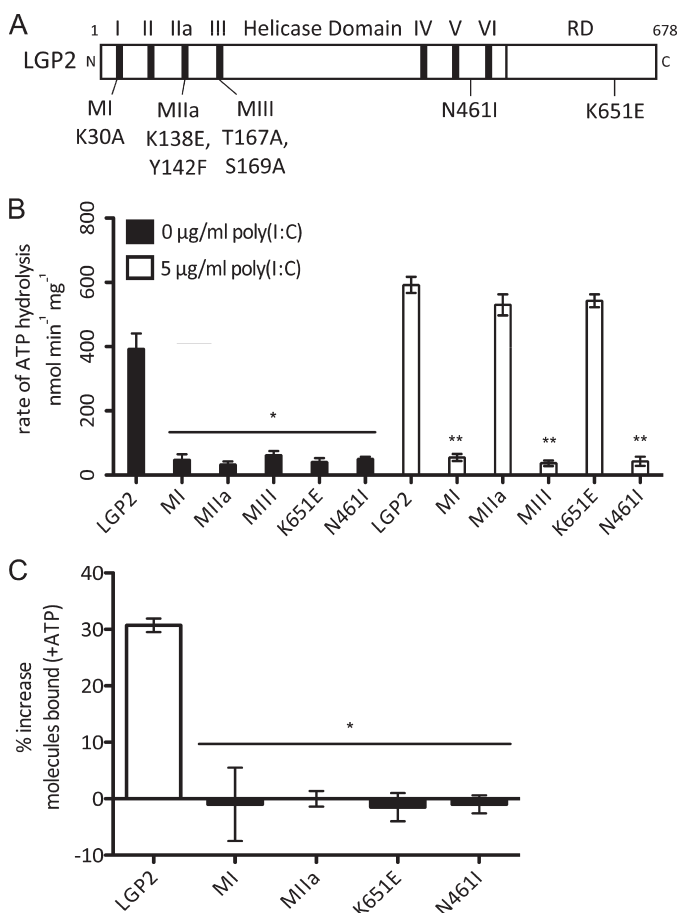 A
1 I II IIa III Helicase Domain IV V VI RD 678
LGP2 N C
MI MIIa MIII N461I K651E
K30A K138E, T167A,
Y142F S169A
B
800
600
400
200
0
rate of ATP hydrolysis
nmol min⁻¹ mg⁻¹
0 µg/ml poly(I:C)
5 µg/ml poly(I:C)
*
** ** **
LGP2 MI MIIa MIII K651E N461I LGP2 MI MIIa MIII K651E N461I
C
40
30
20
10
0
-10
% increase
molecules bound (+ATP)
*
LGP2 MI MIIa K651E N461I